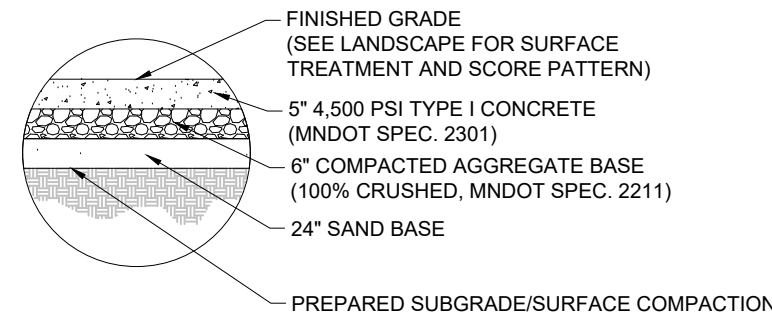 FINISHED GRADE
(SEE LANDSCAPE FOR SURFACE
TREATMENT AND SCORE PATTERN)
5" 4,500 PSI TYPE I CONCRETE
(MNDOT SPEC. 2301)
6" COMPACTED AGGREGATE BASE
(100% CRUSHED, MNDOT SPEC. 2211)
24" SAND BASE
PREPARED SUBGRADE/SURFACE COMPACTION